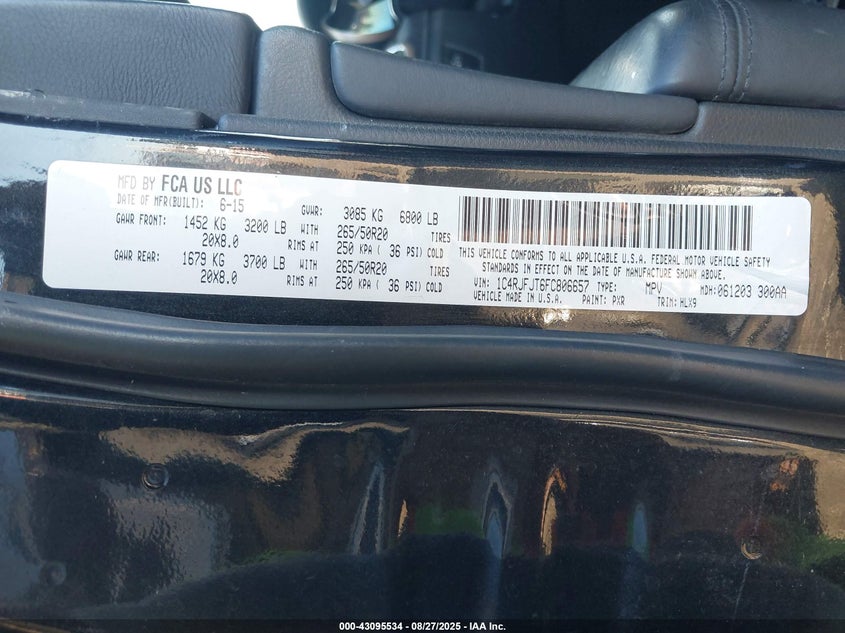 MFD BY FCA US LLC
DATE OF MFR(BUILT): 6-15 GVWR: 3085 KG 6800 LB
GAWR FRONT: 1452 KG 3200 LB WITH 265/50R20 TIRES
20X8.0 RIMS AT 250 KPA ( 36 PSI) COLD
GAWR REAR: 1679 KG 3700 LB WITH 265/50R20 TIRES
20X8.0 RIMS AT 250 KPA ( 36 PSI) COLD
THIS VEHICLE CONFORMS TO ALL APPLICABLE U.S.A. FEDERAL MOTOR VEHICLE SAFETY
STANDARDS IN EFFECT ON THE DATE OF MANUFACTURE SHOWN ABOVE.
VIN: 1C4RJFJT6FC806657 TYPE: MPV MDH: 061203 300AA
VEHICLE MADE IN U.S.A. PAINT: PXR TRIM: HLX9
000-43095534 - 08/27/2025 - IAA Inc.